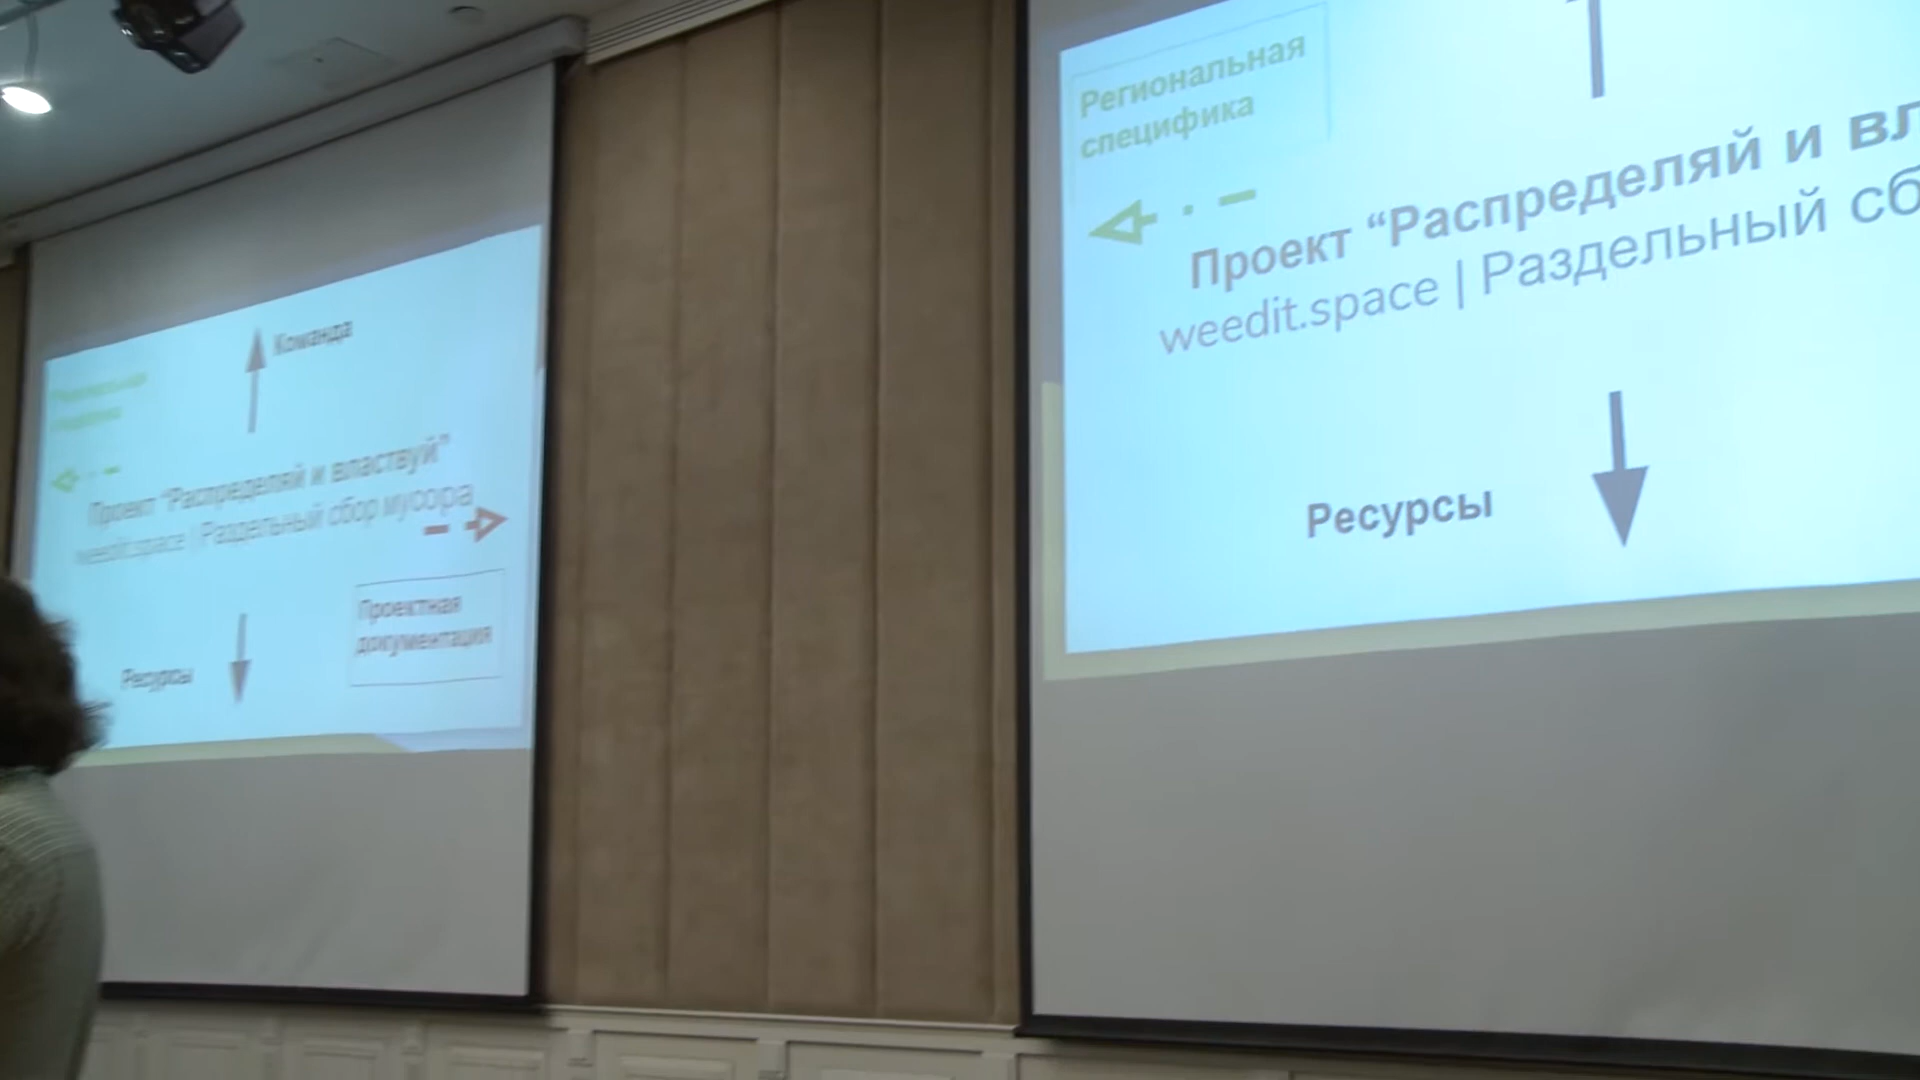 Команда
Проект “Распределяй и властвуй”
weedit.space | Раздельный сбор мусора
Проектная
документация
Ресурсы
Региональная
специфика
Проект “Распределяй и вл
weedit.space | Раздельный сб
Ресурсы